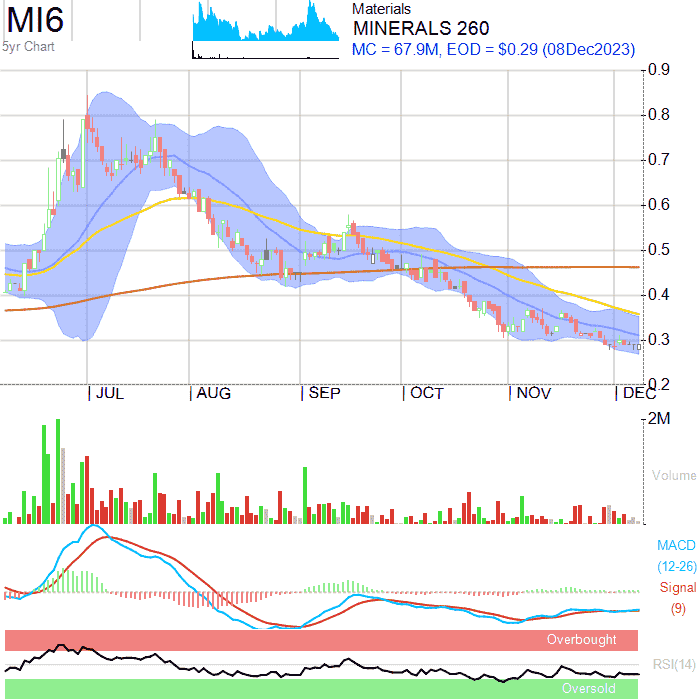 MI6
5yr Chart
Materials
MINERALS 260
MC = 67.9M, EOD = $0.29 (08Dec2023)
0.9
0.8
0.7
0.6
0.5
0.4
0.3
0.2
JUL
AUG
SEP
OCT
NOV
DEC
2M
Volume
MACD
(12-26)
Signal
(9)
Overbought
RSI(14)
Oversold